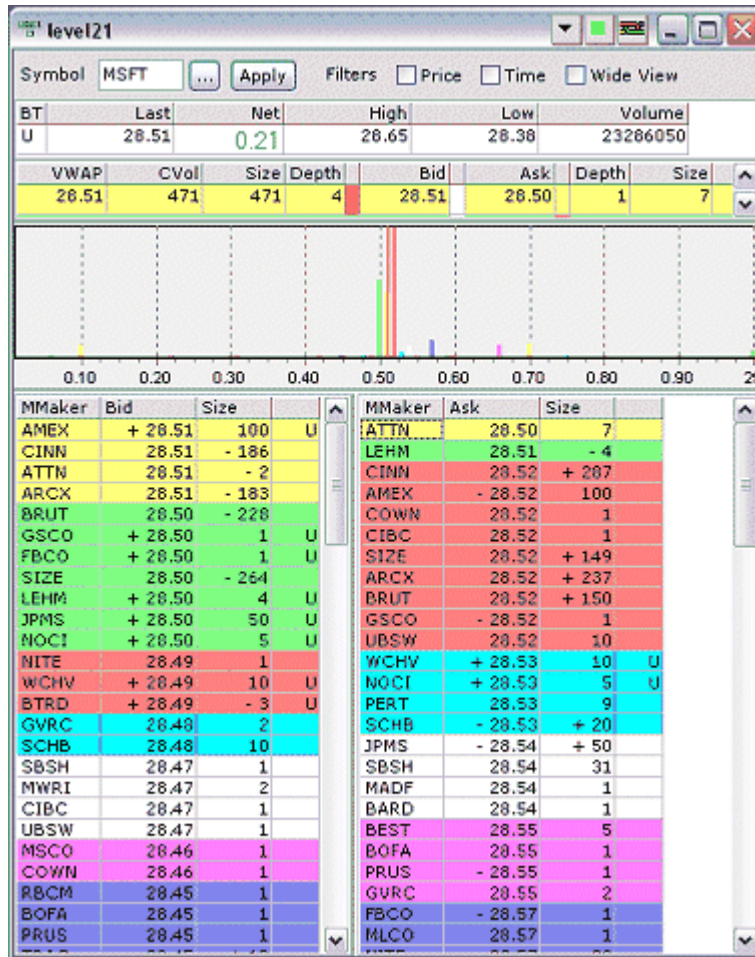 level21
Symbol MSFT ... Apply Filters Price Time Wide View
BT Last Net High Low Volume
U 28.51 0.21 28.65 28.38 23286050
VWAP CVol Size Depth Bid Ask Depth Size
28.51 471 471 4 28.51 28.50 1 7
0.10 0.20 0.30 0.40 0.50 0.60 0.70 0.80 0.90
MMaker Bid Size
AMEX + 28.51 100 U
CINN 28.51 - 186
ATTN 28.51 - 2
ARCX 28.51 - 183
BRUT 28.50 - 228
GSCO + 28.50 1 U
FBCO + 28.50 1 U
SIZE 28.50 - 264
LEHM + 28.50 4 U
JPMS + 28.50 50 U
NOCI + 28.50 5 U
NITE 28.49 1
WCHV + 28.49 10 U
BTRD + 28.49 - 3 U
GVRC 28.48 2
SCHB 28.48 10
SBSH 28.47 1
MWRI 28.47 2
CIBC 28.47 1
UBSW 28.47 1
MSCO 28.46 1
COWN 28.46 1
RBCM 28.45 1
BOFA 28.45 1
PRUS 28.45 1
MMaker Ask Size
ATTN 28.50 7
LEHM 28.51 - 4
CINN 28.52 + 287
AMEX - 28.52 100
COWN 28.52 1
CIBC 28.52 1
SIZE 28.52 + 149
ARCX 28.52 + 237
BRUT 28.52 + 150
GSCO - 28.52 1
UBSW 28.52 10
WCHV + 28.53 10 U
NOCI + 28.53 5 U
PERT 28.53 9
SCHB - 28.53 + 20
JPMS - 28.54 + 50
SBSH 28.54 31
MADF 28.54 1
BARD 28.54 1
BEST 28.55 5
BOFA 28.55 1
PRUS - 28.55 1
GVRC 28.55 2
FBCO - 28.57 1
MLCO 28.57 1